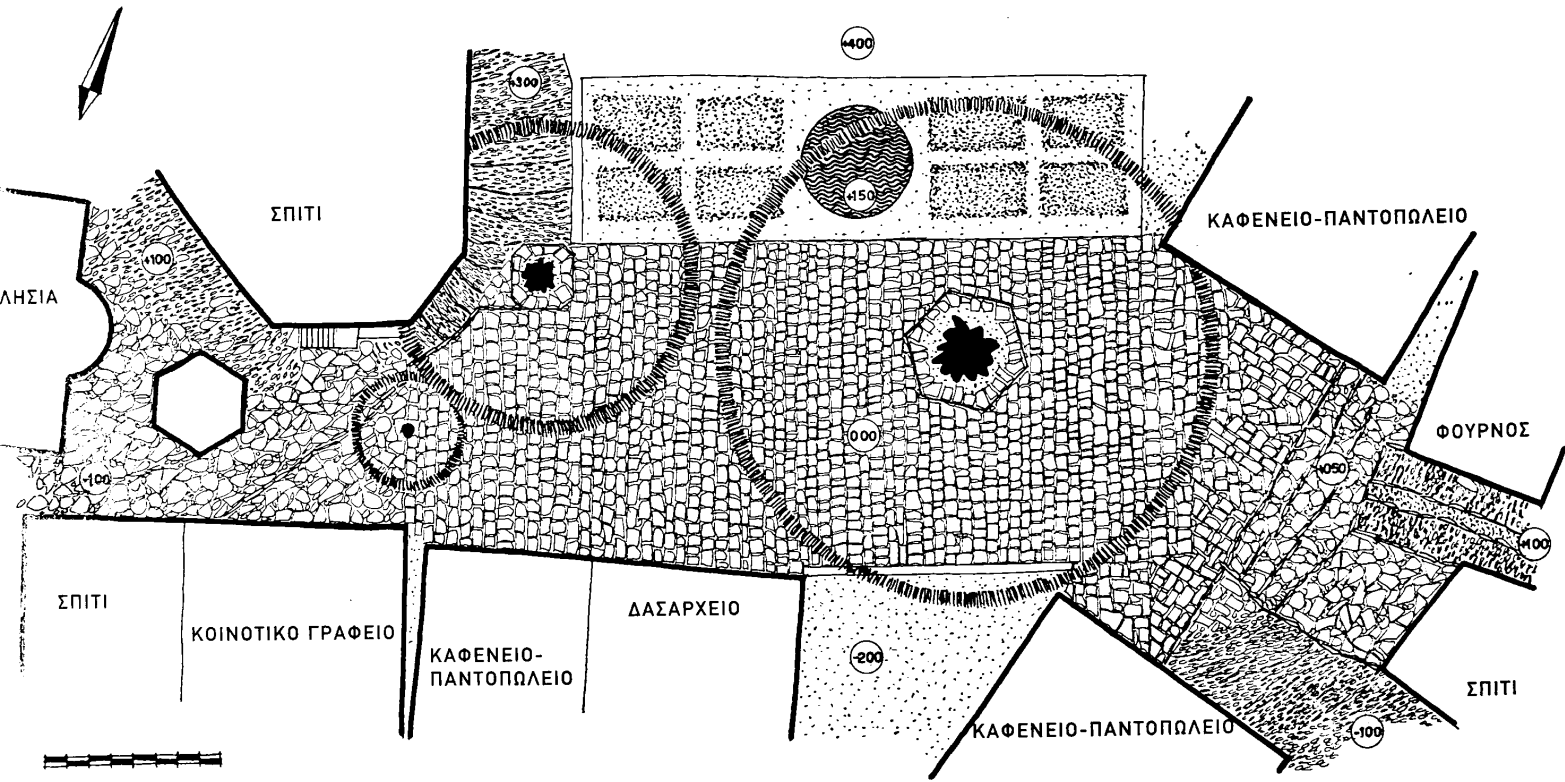 +400
+300
+150
ΣΠΙΤΙ
ΚΑΦΕΝΕΙΟ-ΠΑΝΤΟΠΩΛΕΙΟ
+100
ΛΗΣΙΑ
ΦΟΥΡΝΟΣ
000
+050
-100
+100
ΣΠΙΤΙ
ΚΟΙΝΟΤΙΚΟ ΓΡΑΦΕΙΟ
ΚΑΦΕΝΕΙΟ-
ΠΑΝΤΟΠΩΛΕΙΟ
ΔΑΣΑΡΧΕΙΟ
-200
ΣΠΙΤΙ
ΚΑΦΕΝΕΙΟ-ΠΑΝΤΟΠΩΛΕΙΟ
-100